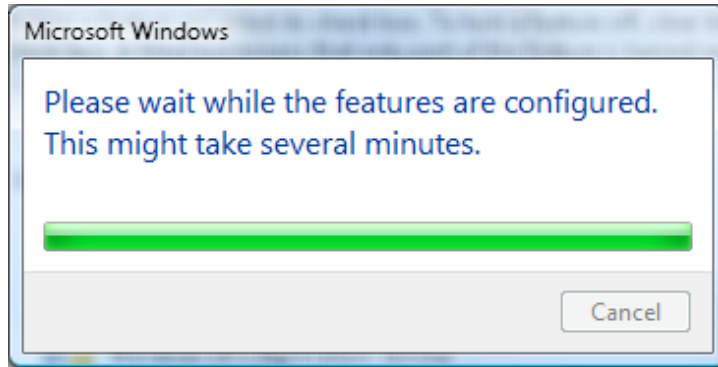 Microsoft Windows
Please wait while the features are configured.
This might take several minutes.
Cancel